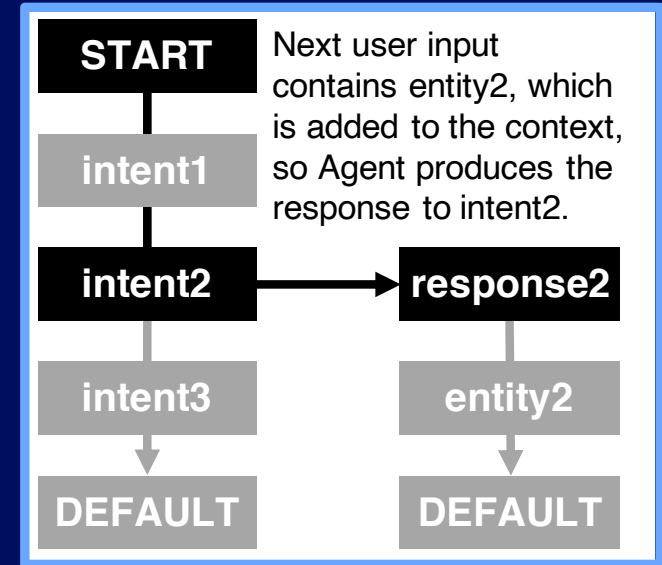 START
Next user input
contains entity2, which
is added to the context,
so Agent produces the
response to intent2.
intent1
intent2
response2
intent3
entity2
DEFAULT
DEFAULT